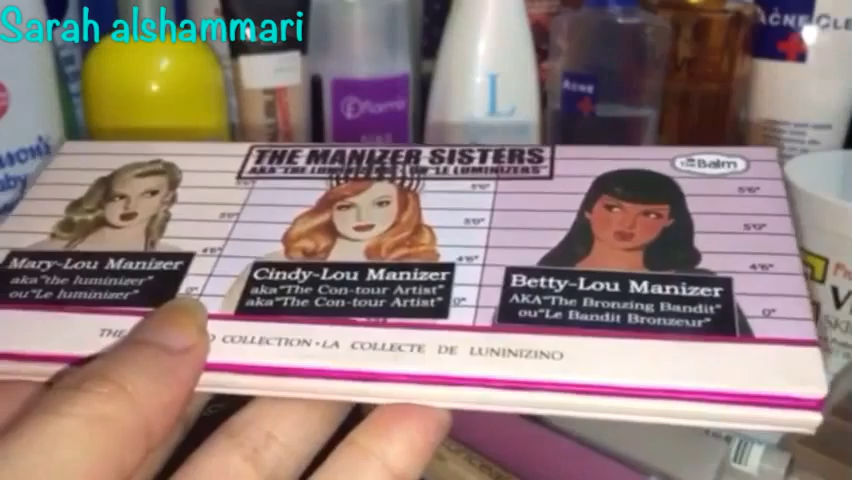 Sarah alshammari
THE MANIZER SISTERS
theBalm
Mary-Lou Manizer
aka "the luminizer"
ou "Le luminizer"
Cindy-Lou Manizer
aka "The Con-tour Artist"
aka "The Con-tour Artist"
Betty-Lou Manizer
AKA "The Bronzing Bandit"
ou "Le Bandit Bronzeur"
COLLECTION • LA COLLECTE DE LUNINIZINO
5'6"
5'0"
4'6"
L
ACNE